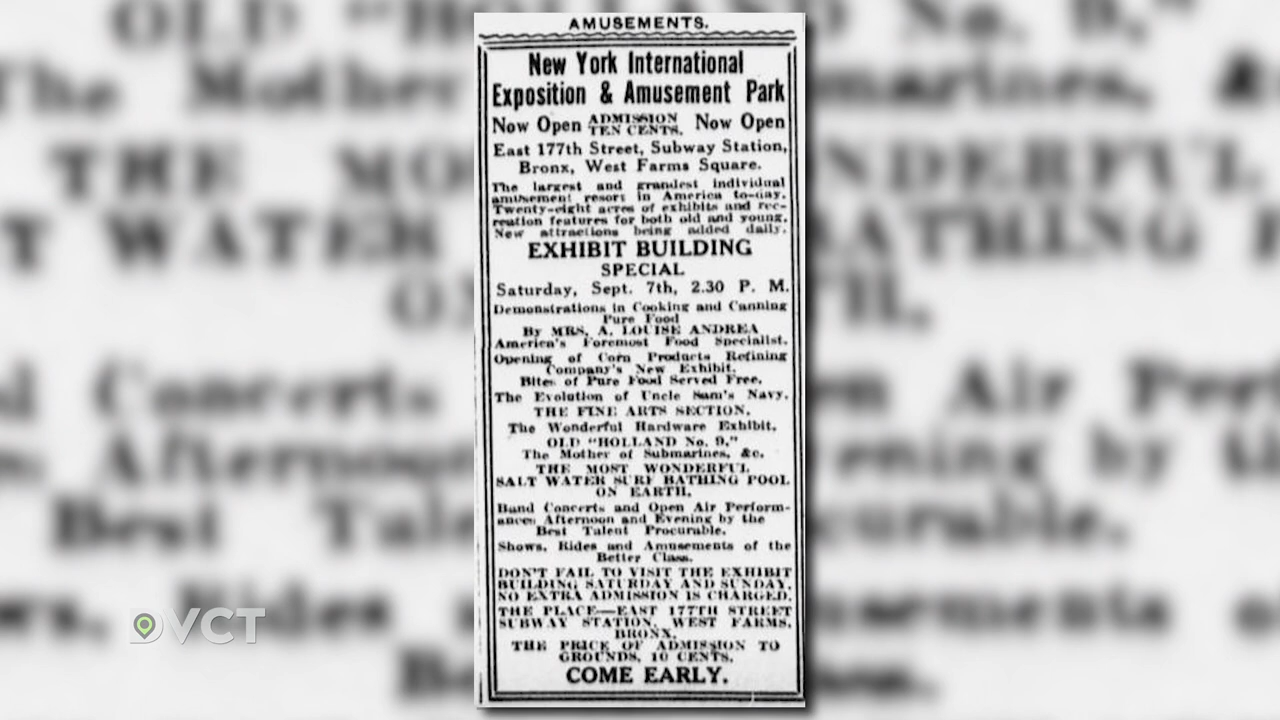 AMUSEMENTS.
New York International
Exposition & Amusement Park
Now Open ADMISSION TEN CENTS. Now Open
East 177th Street, Subway Station,
Bronx, West Farms Square.
The largest and grandest individual
amusement resort in America to-day.
Twenty-eight acres of exhibits and rec-
reation features for both old and young.
New attractions being added daily.
EXHIBIT BUILDING
SPECIAL
Saturday, Sept. 7th, 2.30 P. M.
Demonstrations in Cooking and Canning
Pure Food
By MRS. A. LOUISE ANDREA
America's Foremost Food Specialist.
Opening of Corn Products Refining
Company's New Exhibit.
Bites of Pure Food Served Free.
The Evolution of Uncle Sam's Navy.
THE FINE ARTS SECTION.
The Wonderful Hardware Exhibit.
OLD "HOLLAND No. 9,"
The Mother of Submarines, &c.
THE MOST WONDERFUL
SALT WATER SURF BATHING POOL
ON EARTH.
Band Concerts and Open Air Perform-
ances Afternoon and Evening by the
Best Talent Procurable.
Shows, Rides and Amusements of the
Better Class.
DON'T FAIL TO VISIT THE EXHIBIT
BUILDING SATURDAY AND SUNDAY.
NO EXTRA ADMISSION IS CHARGED.
THE PLACE—EAST 177TH STREET
SUBWAY STATION, WEST FARMS,
BRONX.
THE PRICE OF ADMISSION TO
GROUNDS, 10 CENTS.
COME EARLY.
DVCT